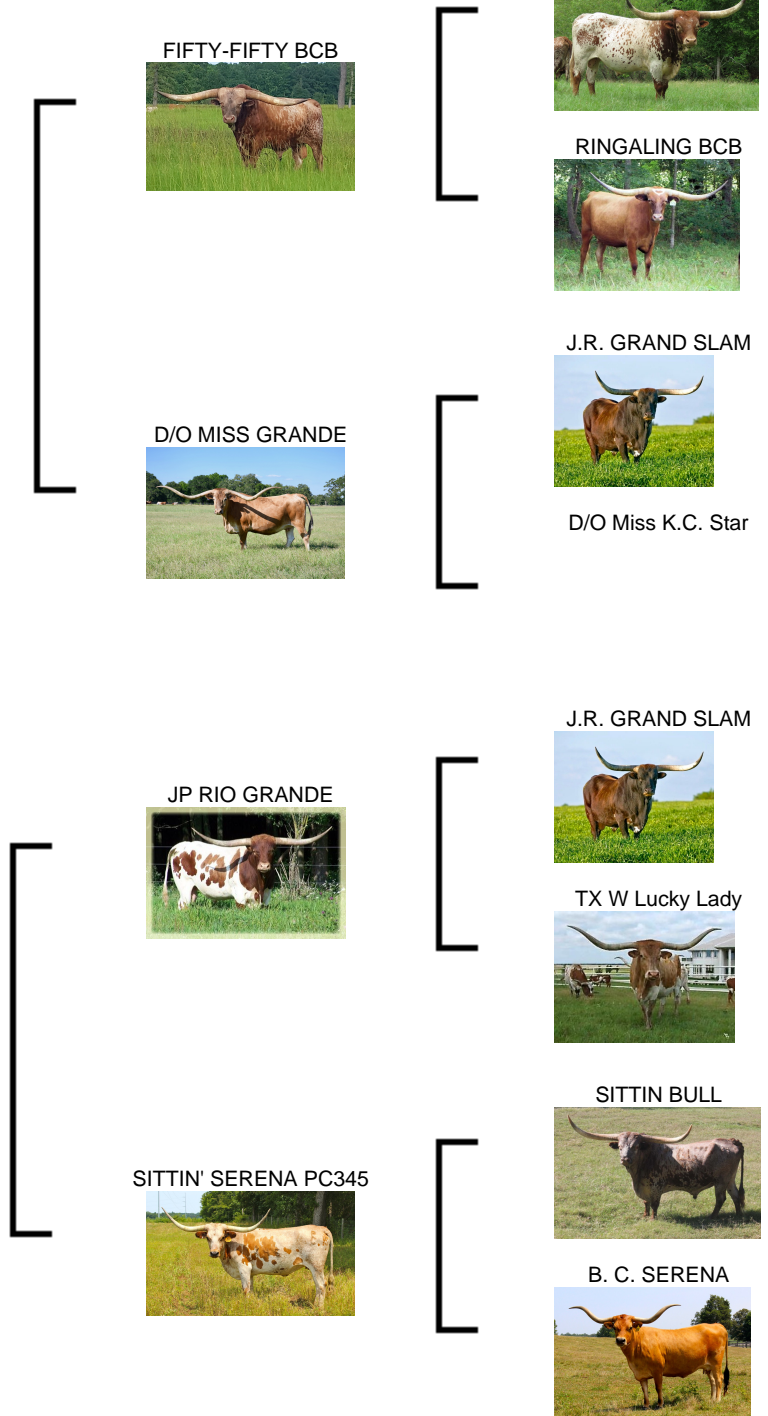 FIFTY-FIFTY BCB
RINGALING BCB
J.R. GRAND SLAM
D/O MISS GRANDE
D/O Miss K.C. Star
J.R. GRAND SLAM
JP RIO GRANDE
TX W Lucky Lady
SITTIN BULL
SITTIN' SERENA PC345
B. C. SERENA